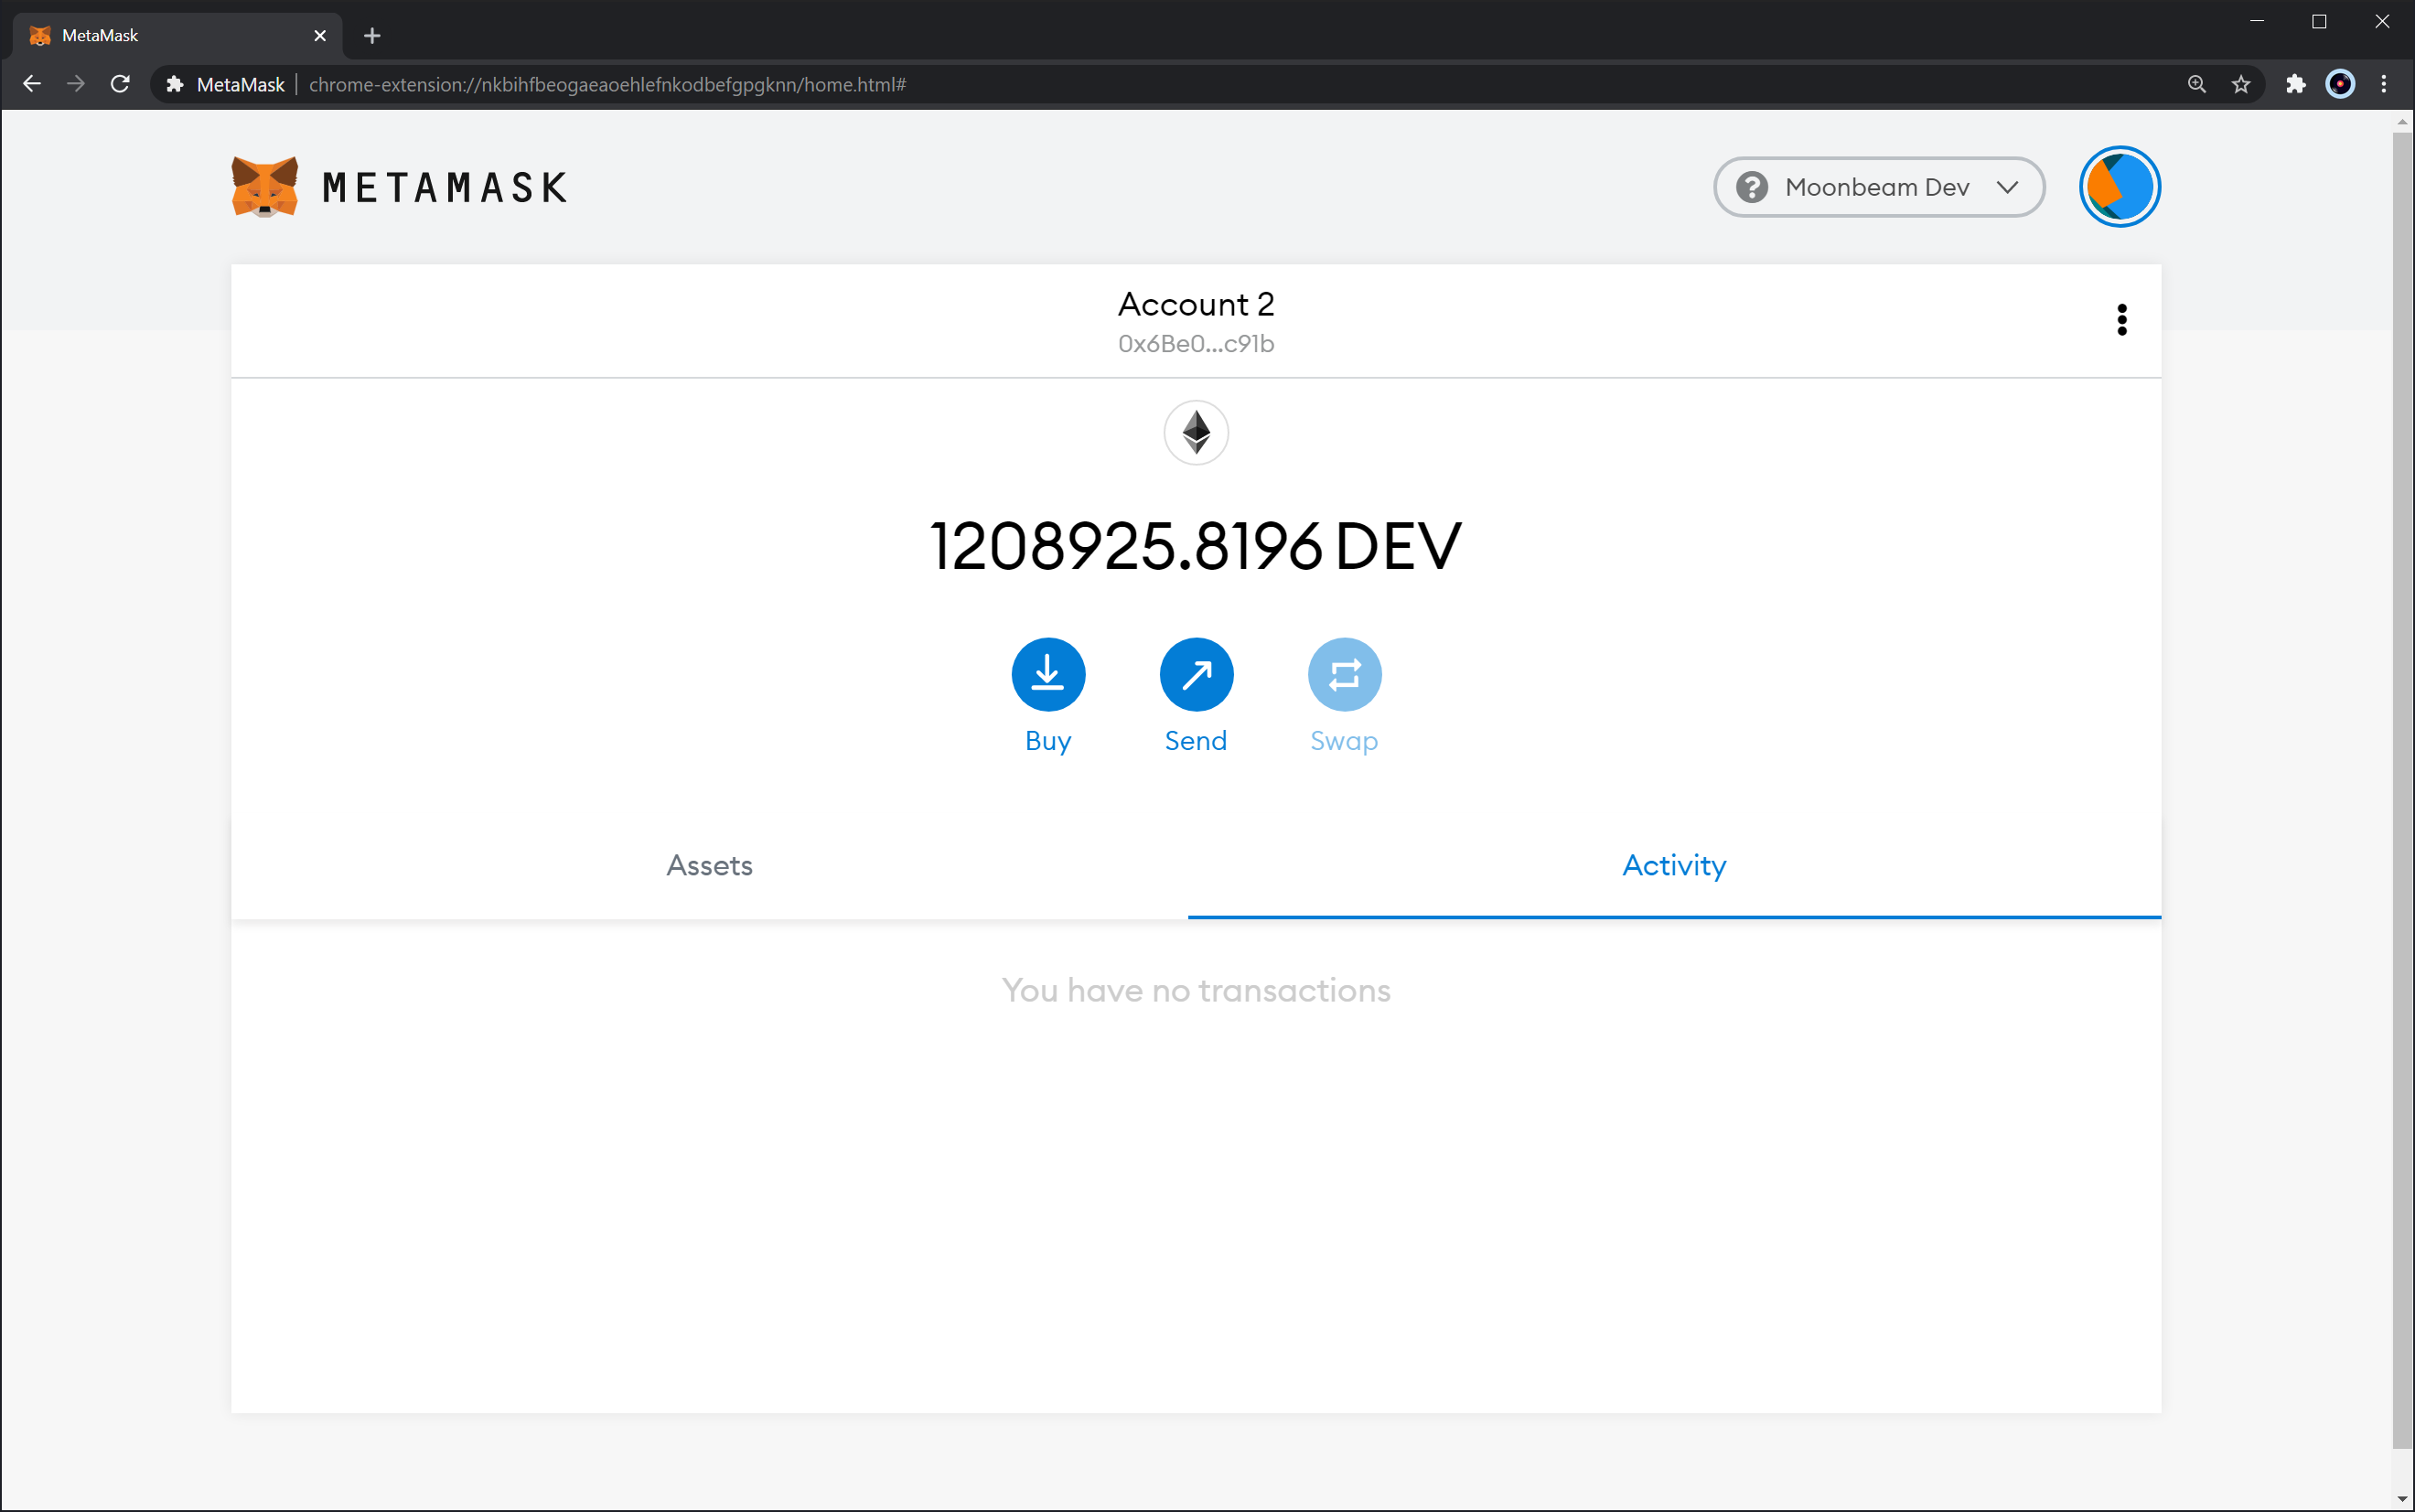 MetaMask
MetaMask | chrome-extension://nkbihfbeogaeaoehlefnkodbefgpgknn/home.html#
METAMASK
? Moonbeam Dev
Account 2
0x6Be0...c91b
1208925.8196 DEV
Buy Send Swap
Assets Activity
You have no transactions